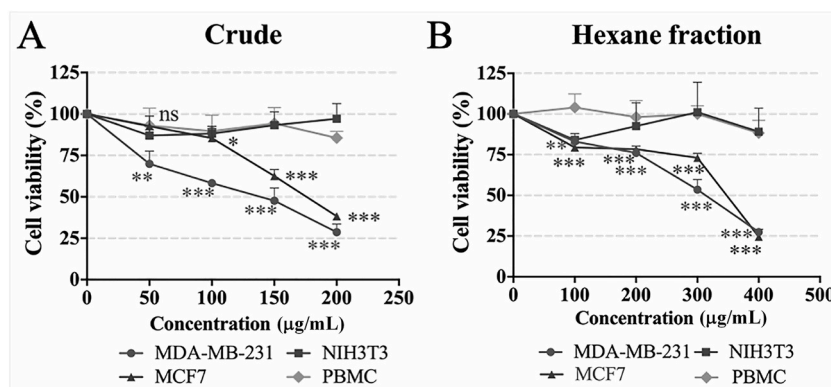 A Crude
Cell viability (%)
125
100
75
50
25
0
ns
*
**
***
***
***
***
***
0 50 100 150 200 250
Concentration (μg/mL)
MDA-MB-231 NIH3T3
MCF7 PBMC
B Hexane fraction
Cell viability (%)
125
100
75
50
25
0
**
***
***
***
***
***
***
***
0 100 200 300 400 500
Concentration (μg/mL)
MDA-MB-231 NIH3T3
MCF7 PBMC